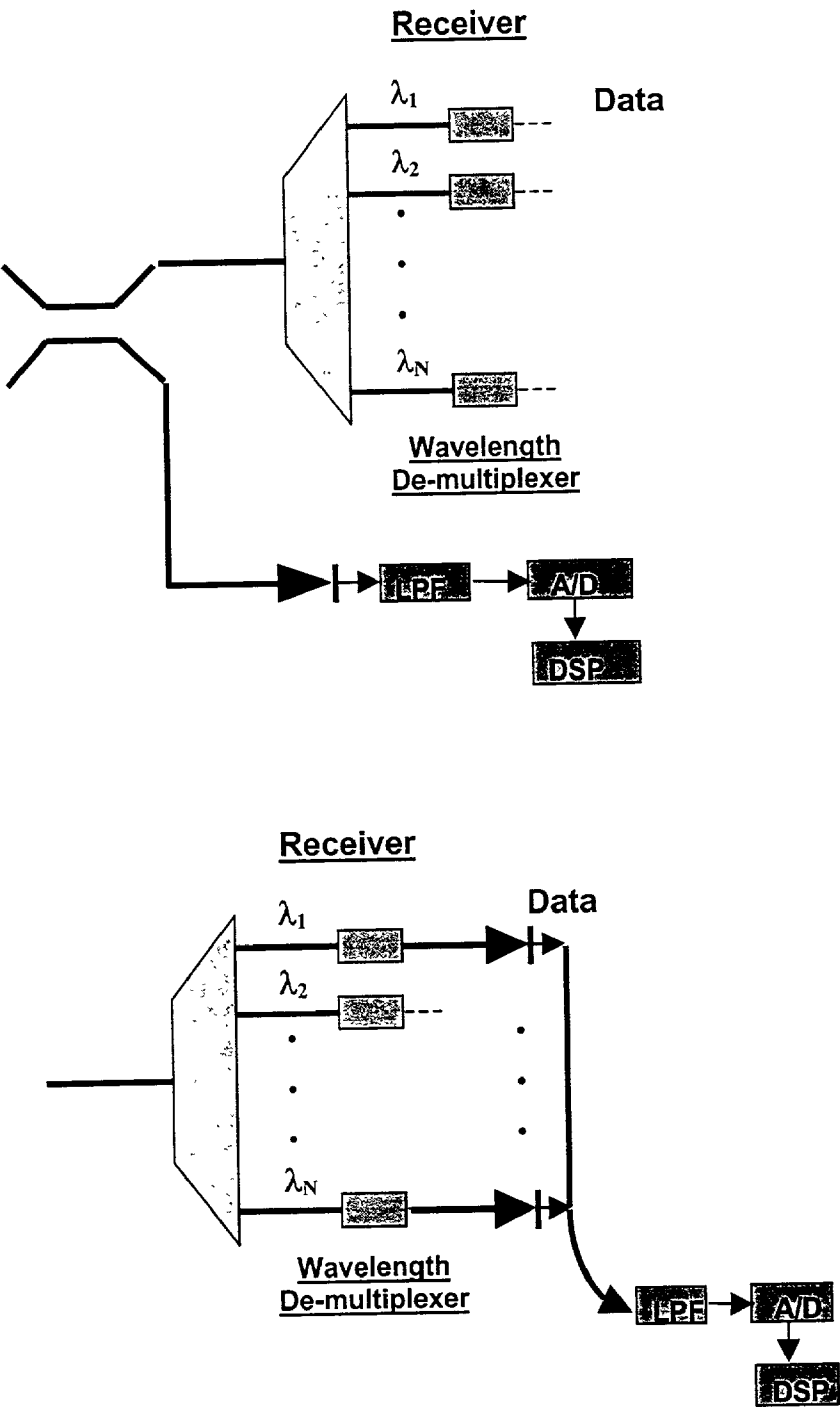 Receiver
λ1
Data
λ2
λN
Wavelength
De-multiplexer
LPF
A/D
DSP
Receiver
Data
λ1
λ2
λN
Wavelength
De-multiplexer
LPF
A/D
DSP